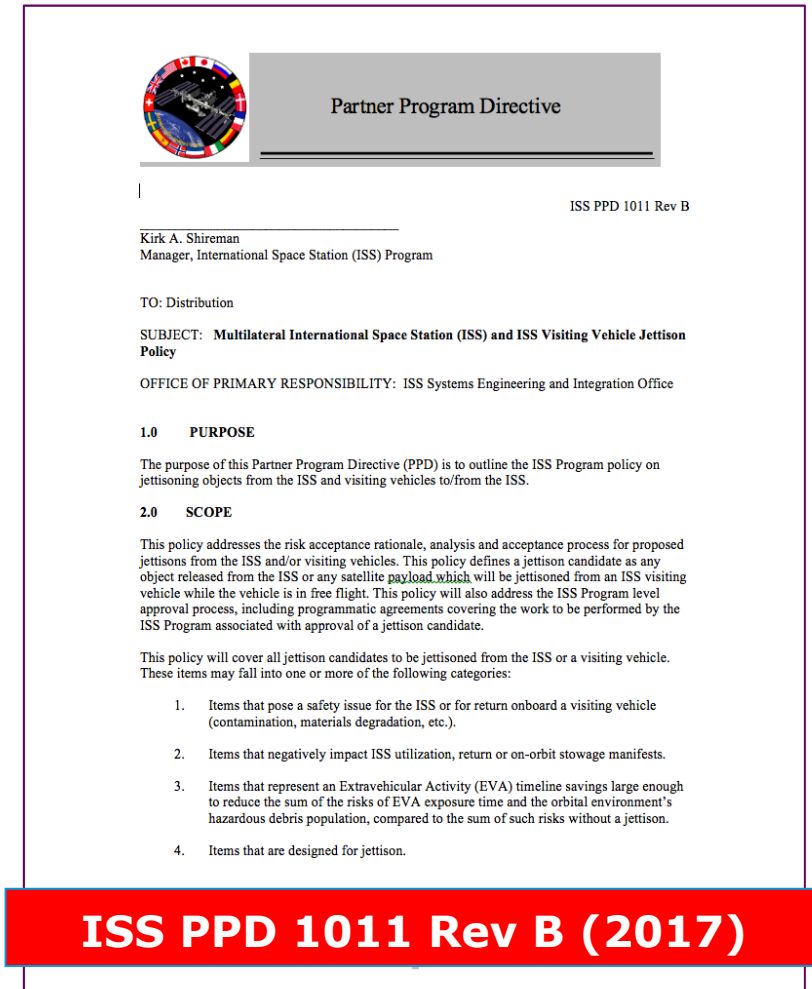 Partner Program Directive
ISS PPD 1011 Rev B
Kirk A. Shireman
Manager, International Space Station (ISS) Program
TO: Distribution
SUBJECT: Multilateral International Space Station (ISS) and ISS Visiting Vehicle Jettison
Policy
OFFICE OF PRIMARY RESPONSIBILITY: ISS Systems Engineering and Integration Office
1.0 PURPOSE
The purpose of this Partner Program Directive (PPD) is to outline the ISS Program policy on
jettisoning objects from the ISS and visiting vehicles to/from the ISS.
2.0 SCOPE
This policy addresses the risk acceptance rationale, analysis and acceptance process for proposed
jettisons from the ISS and/or visiting vehicles. This policy defines a jettison candidate as any
object released from the ISS or any satellite payload which will be jettisoned from an ISS visiting
vehicle while the vehicle is in free flight. This policy will also address the ISS Program level
approval process, including programmatic agreements covering the work to be performed by the
ISS Program associated with approval of a jettison candidate.
This policy will cover all jettison candidates to be jettisoned from the ISS or a visiting vehicle.
These items may fall into one or more of the following categories:
1. Items that pose a safety issue for the ISS or for return onboard a visiting vehicle
(contamination, materials degradation, etc.).
2. Items that negatively impact ISS utilization, return or on-orbit stowage manifests.
3. Items that represent an Extravehicular Activity (EVA) timeline savings large enough
to reduce the sum of the risks of EVA exposure time and the orbital environment's
hazardous debris population, compared to the sum of such risks without a jettison.
4. Items that are designed for jettison.
ISS PPD 1011 Rev B (2017)